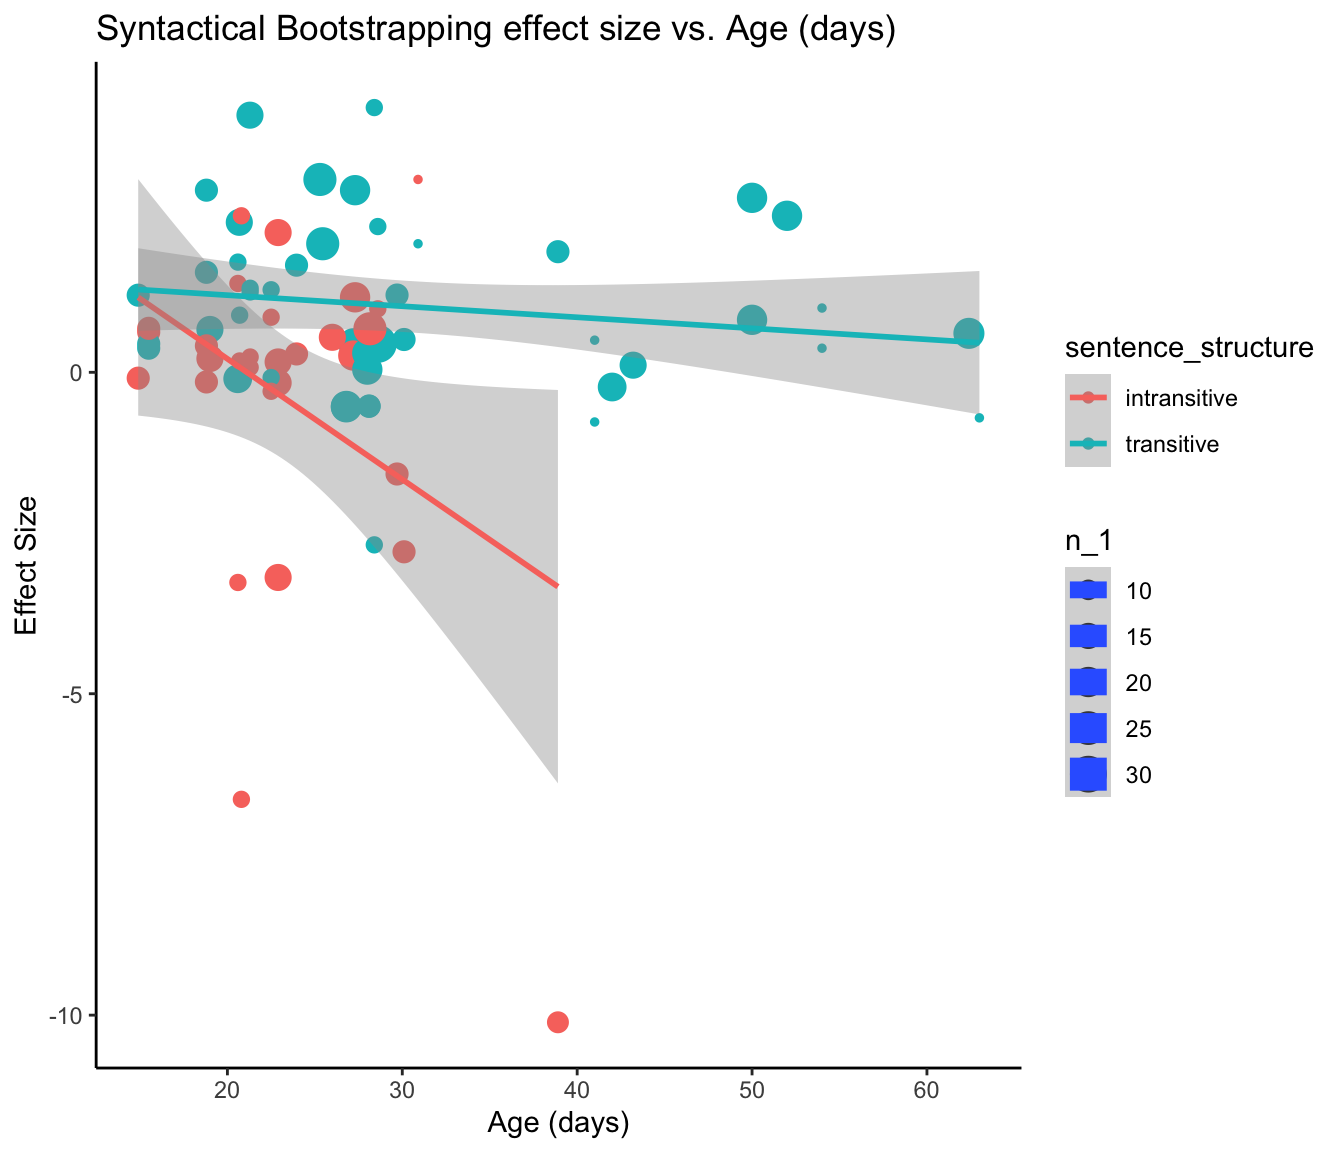 Syntactical Bootstrapping effect size vs. Age (days)
Effect Size
0
-5
-10
20
30
40
50
60
Age (days)
sentence_structure
intransitive
transitive
n_1
10
15
20
25
30